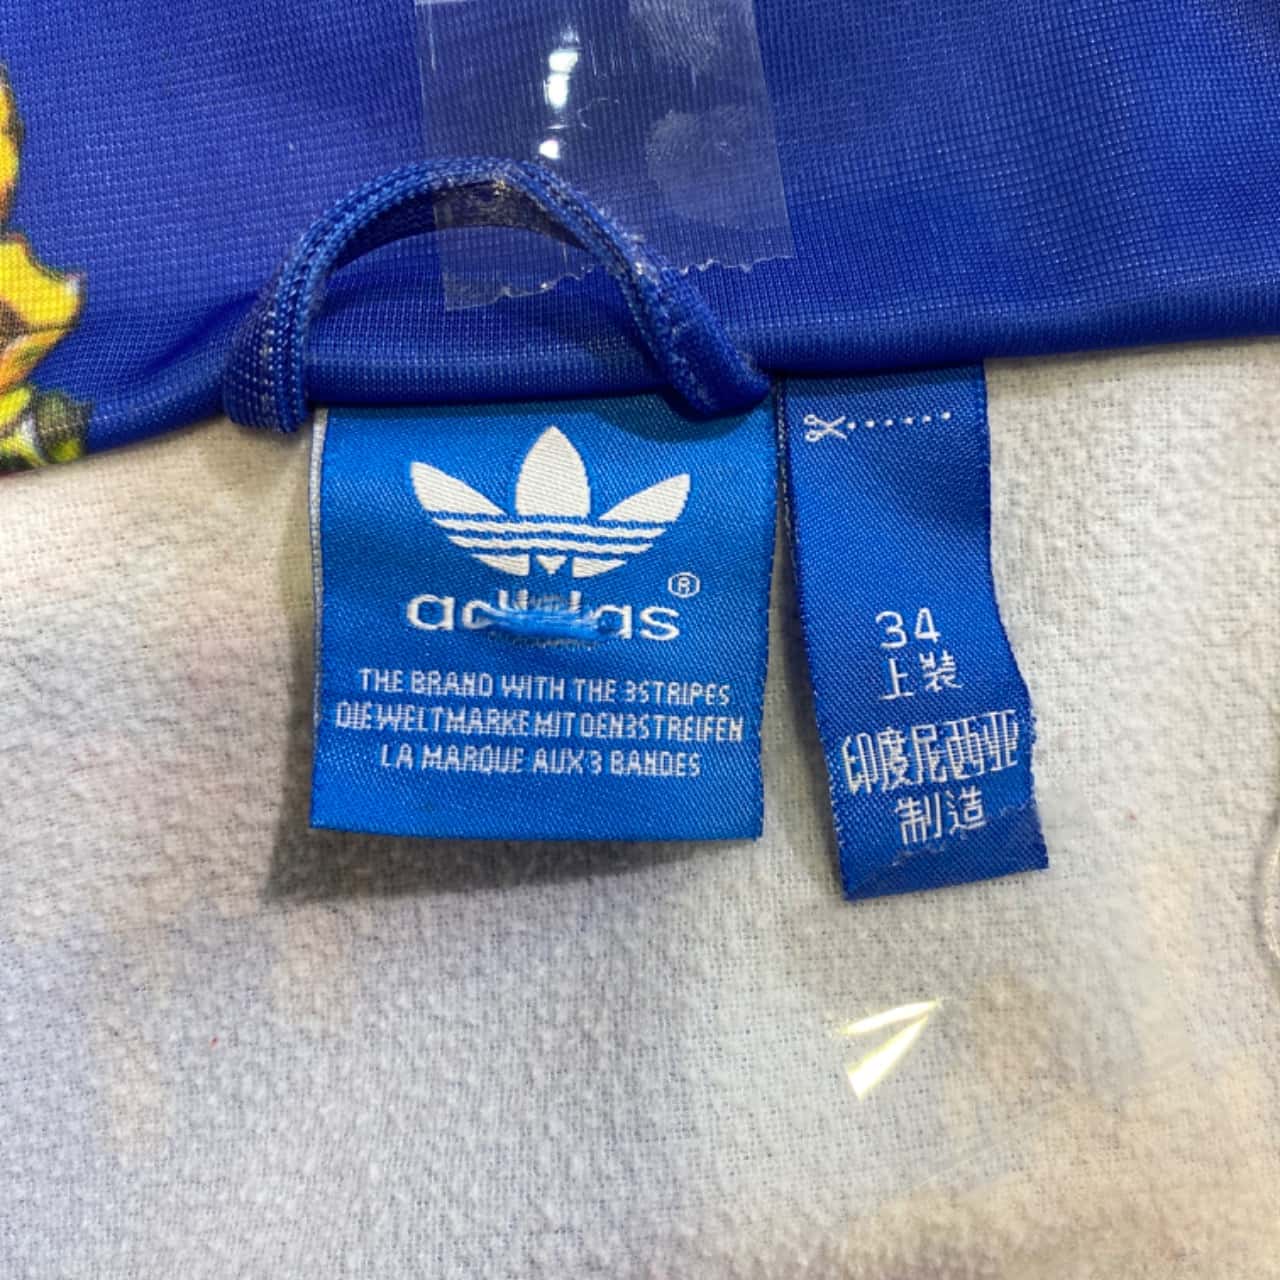 adidas ®
THE BRAND WITH THE 3STRIPES
DIE WELTMARKE MIT DEN 3STREIFEN
LA MARQUE AUX 3 BANDES
34
上装
印度尼西亚
制造